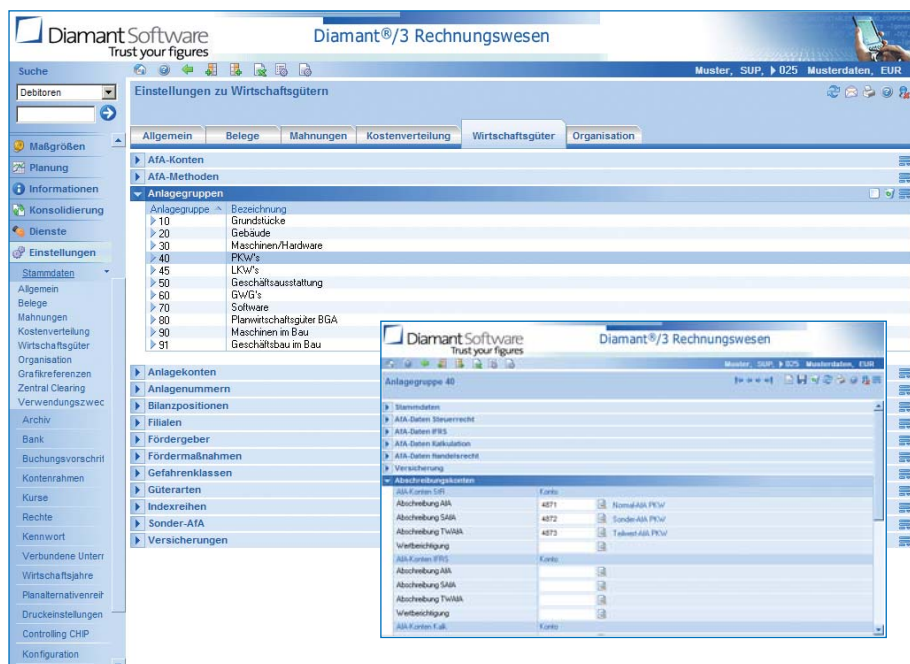 Diamant Software
Trust your figures
Diamant®/3 Rechnungswesen
Suche
Muster, SUP, 025 Musterdaten, EUR
Debitoren
Einstellungen zu Wirtschaftsgütern
Allgemein Belege Mahnungen Kostenverteilung Wirtschaftsgüter Organisation
Maßgrößen
Planung
Informationen
Konsolidierung
Dienste
Einstellungen
Stammdaten
Allgemein
Belege
Mahnungen
Kostenverteilung
Wirtschaftsgüter
Organisation
Grafikreferenzen
Zentral Clearing
Verwendungszwec
Archiv
Bank
Buchungsvorschrit
Kontenrahmen
Kurse
Rechte
Kennwort
Verbundene Unterr
Wirtschaftsjahre
Planalternativenreif
Druckeinstellungen
Controlling CHIP
Konfiguration
AfA-Konten
AfA-Methoden
Anlagegruppen
Anlagegruppe Bezeichnung
10 Grundstücke
20 Gebäude
30 Maschinen/Hardware
40 PKW's
45 LKW's
50 Geschäftsausstattung
60 GWG's
70 Software
80 Planwirtschaftsgüter BGA
90 Maschinen im Bau
91 Geschäftsbau im Bau
Anlagekonten
Anlagenummern
Bilanzpositionen
Filialen
Fördergeber
Fördermaßnahmen
Gefahrenklassen
Güterarten
Indexreihen
Sonder-AfA
Versicherungen
Diamant Software
Trust your figures
Diamant®/3 Rechnungswesen
Muster, SUP, 025 Musterdaten, EUR
Anlagegruppe 40
Stammdaten
AfA-Daten Steuerrecht
AfA-Daten IFRS
AfA-Daten Kalkulation
AfA-Daten Handelsrecht
Versicherung
Abschreibungskonten
AfA-Konten StR Konto
Abschreibung AfA 4871 Normal-AfA PKW
Abschreibung SAfA 4872 Sonder-AfA PKW
Abschreibung TWAfA 4873 Teilwert-AfA PKW
Wertberichtigung
AfA-Konten IFRS Konto
Abschreibung AfA
Abschreibung SAfA
Abschreibung TWAfA
Wertberichtigung
AfA-Konten Kalk. Konto